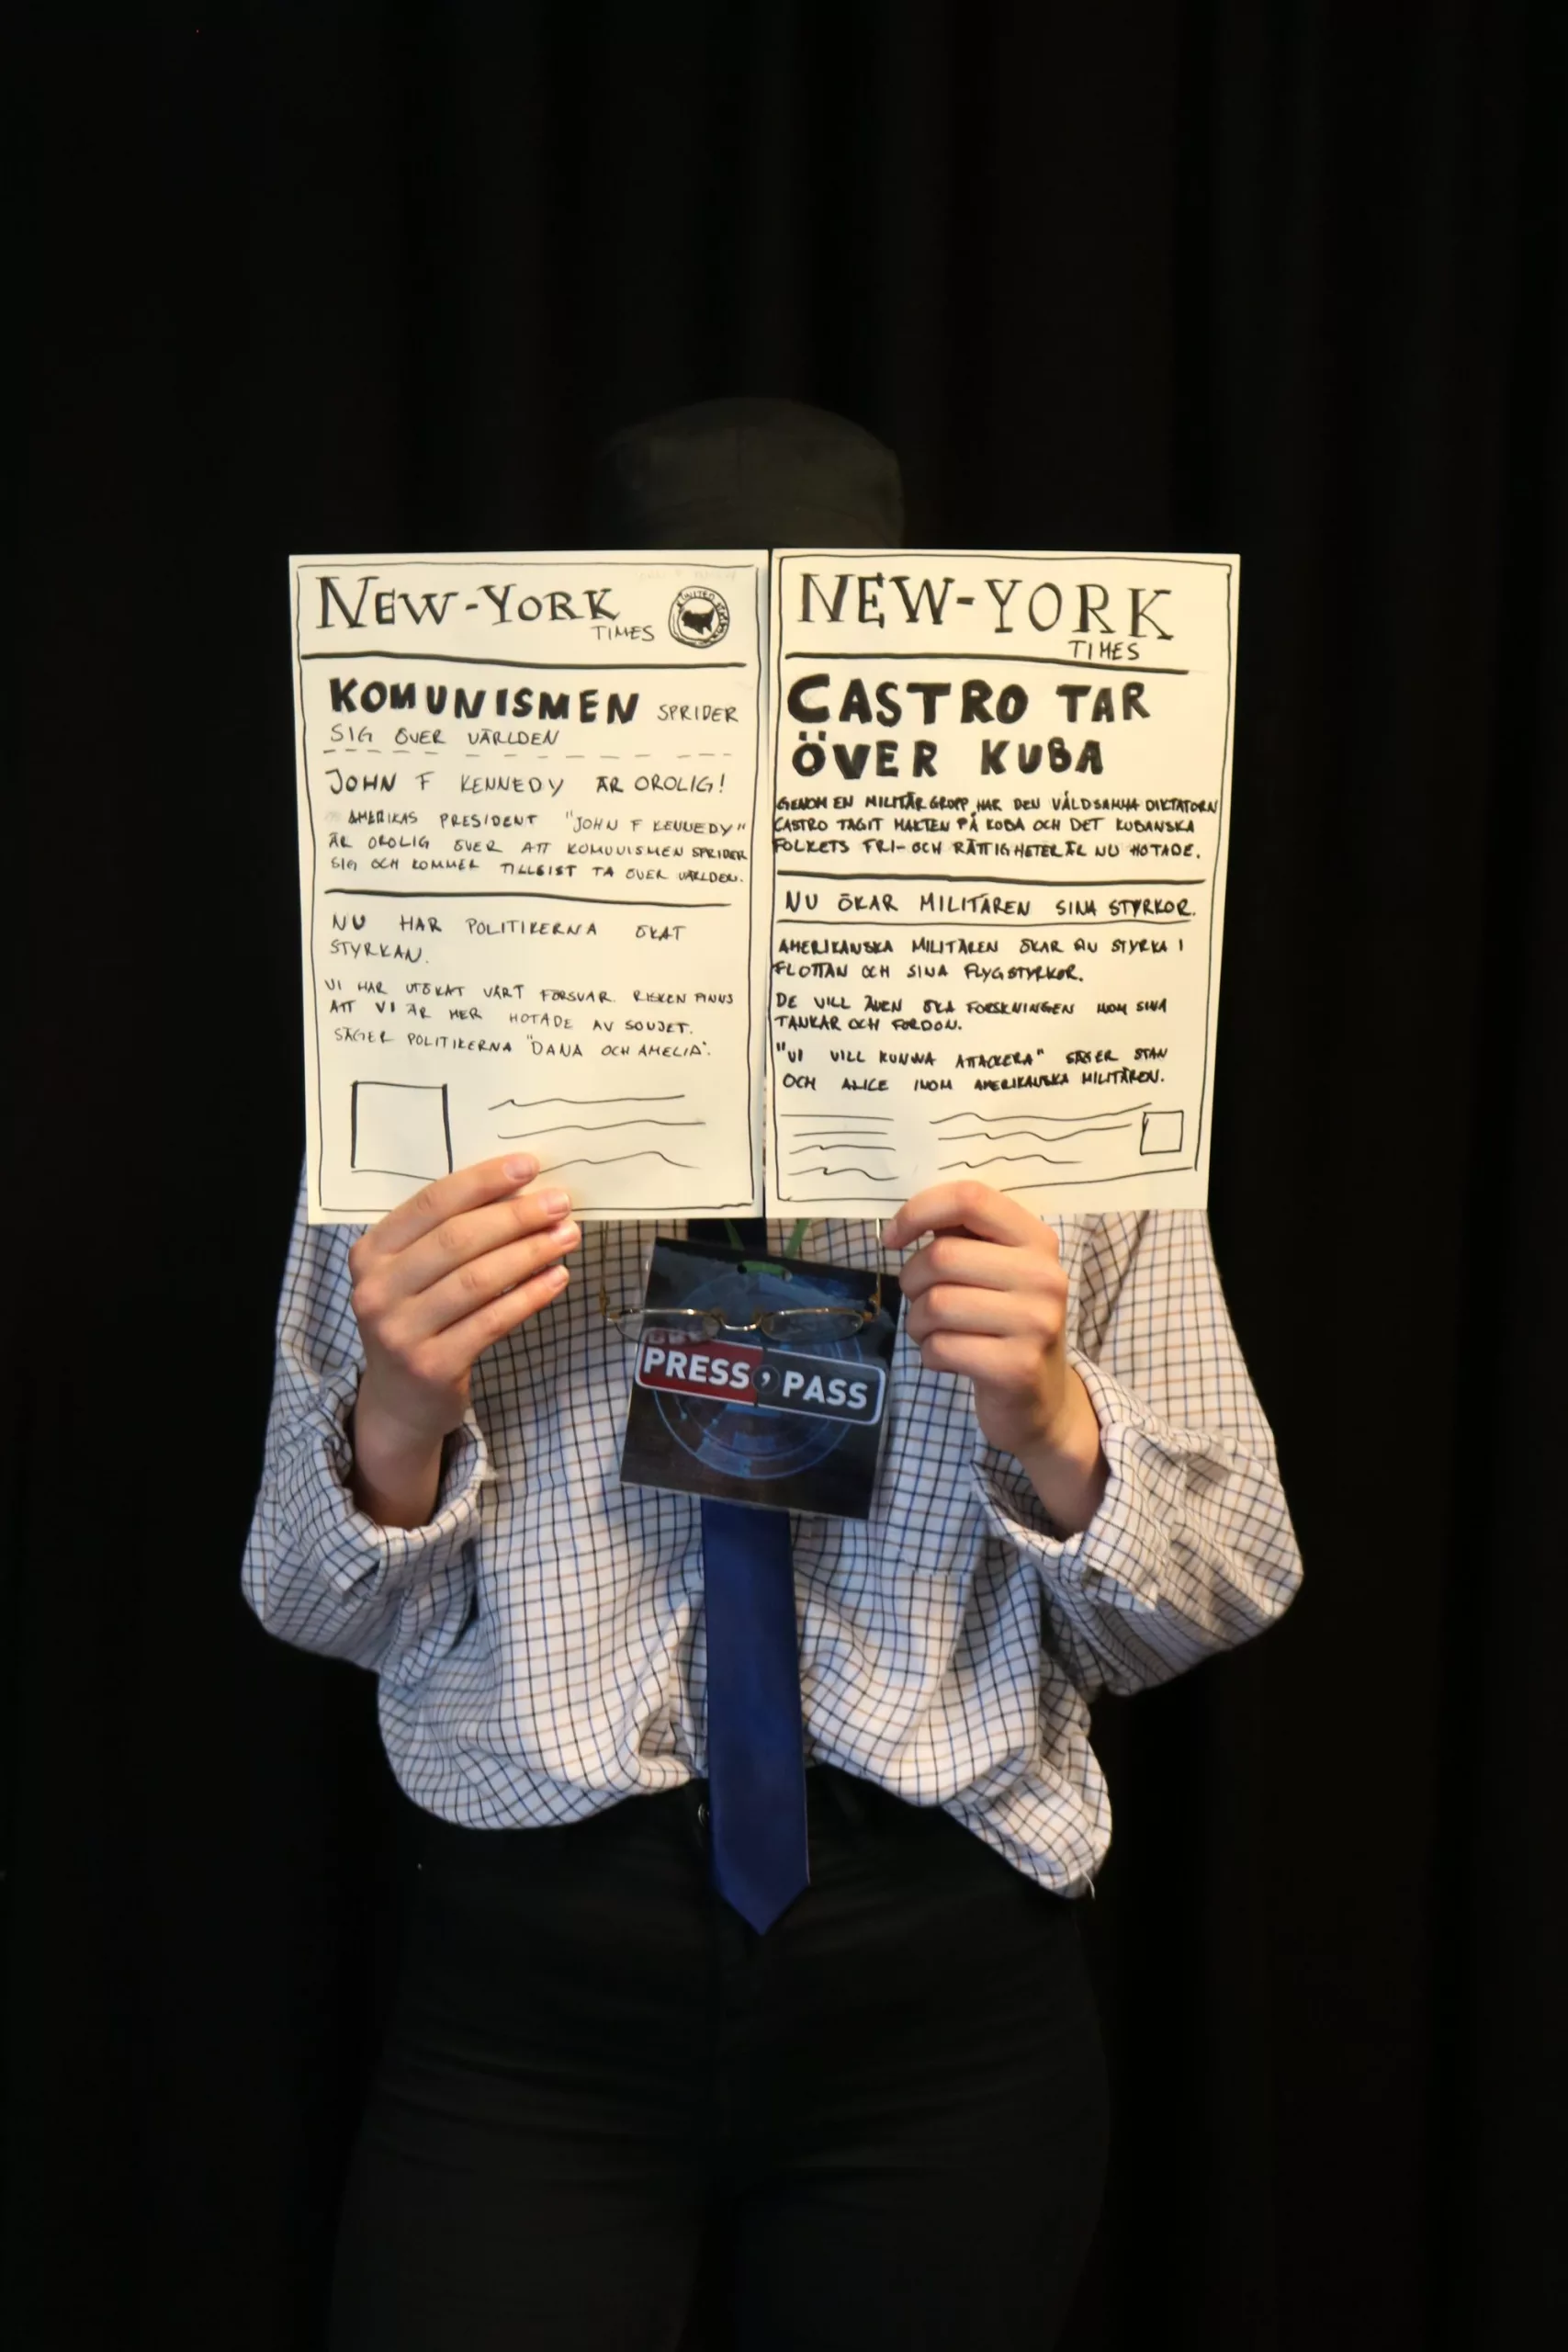 NEW-YORK
TIMES
UNITED STATES
KOMUNISMEN SPRIDER
SIG ÖVER VÄRLDEN
JOHN F KENNEDY ÄR OROLIG!
AMERIKAS PRESIDENT "JOHN F KENNEDY"
ÄR OROLIG ÖVER ATT KOMUNISMEN SPRIDER
SIG OCH KOMMER TILLSIST TA ÖVER VÄRLDEN.
NU HAR POLITIKERNA ÖKAT
STYRKAN.
VI HAR UTÖKAT VÅRT FÖRSVAR. RISKEN FINNS
ATT VI ÄR MER HOTADE AV SOVJET.
SÄGER POLITIKERNA "DANA OCH AMELIA".
NEW-YORK
TIMES
CASTRO TAR
ÖVER KUBA
GENOM EN MILITÄR GRUPP HAR DEN VÅLDSAMMA DIKTATORN
CASTRO TAGIT MAKTEN PÅ KUBA OCH DET KUBANSKA
FOLKETS FRI- OCH RÄTTIGHETER ÄR NU HOTADE.
NU ÖKAR MILITÄREN SINA STYRKOR.
AMERIKANSKA MILITÄREN ÖKAR SIN STYRKA I
FLOTTAN OCH SINA FLYGSTYRKOR.
DE VILL ÄVEN ÖKA FORSKNINGEN INOM SINA
TANKAR OCH FORDON.
"VI VILL KUNNA ATTACKERA" SÄGER STAN
OCH ALICE INOM AMERIKANSKA MILITÄREN.
PRESS, PASS